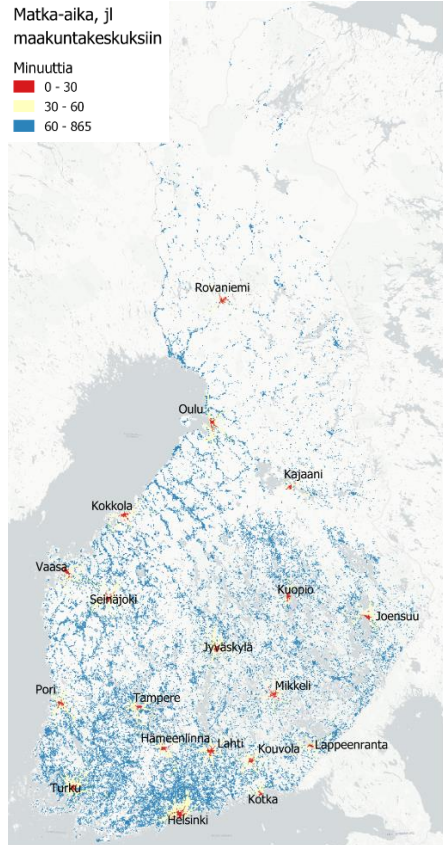 Matka-aika, jl
maakuntakeskuksiin
Minuuttia
0 - 30
30 - 60
60 - 865
Rovaniemi
Oulu
Kajaani
Kokkola
Vaasa
Seinäjoki
Kuopio
Joensuu
Jyväskylä
Mikkeli
Pori
Tampere
Hämeenlinna
Lahti
Kouvola
Lappeenranta
Turku
Kotka
Helsinki